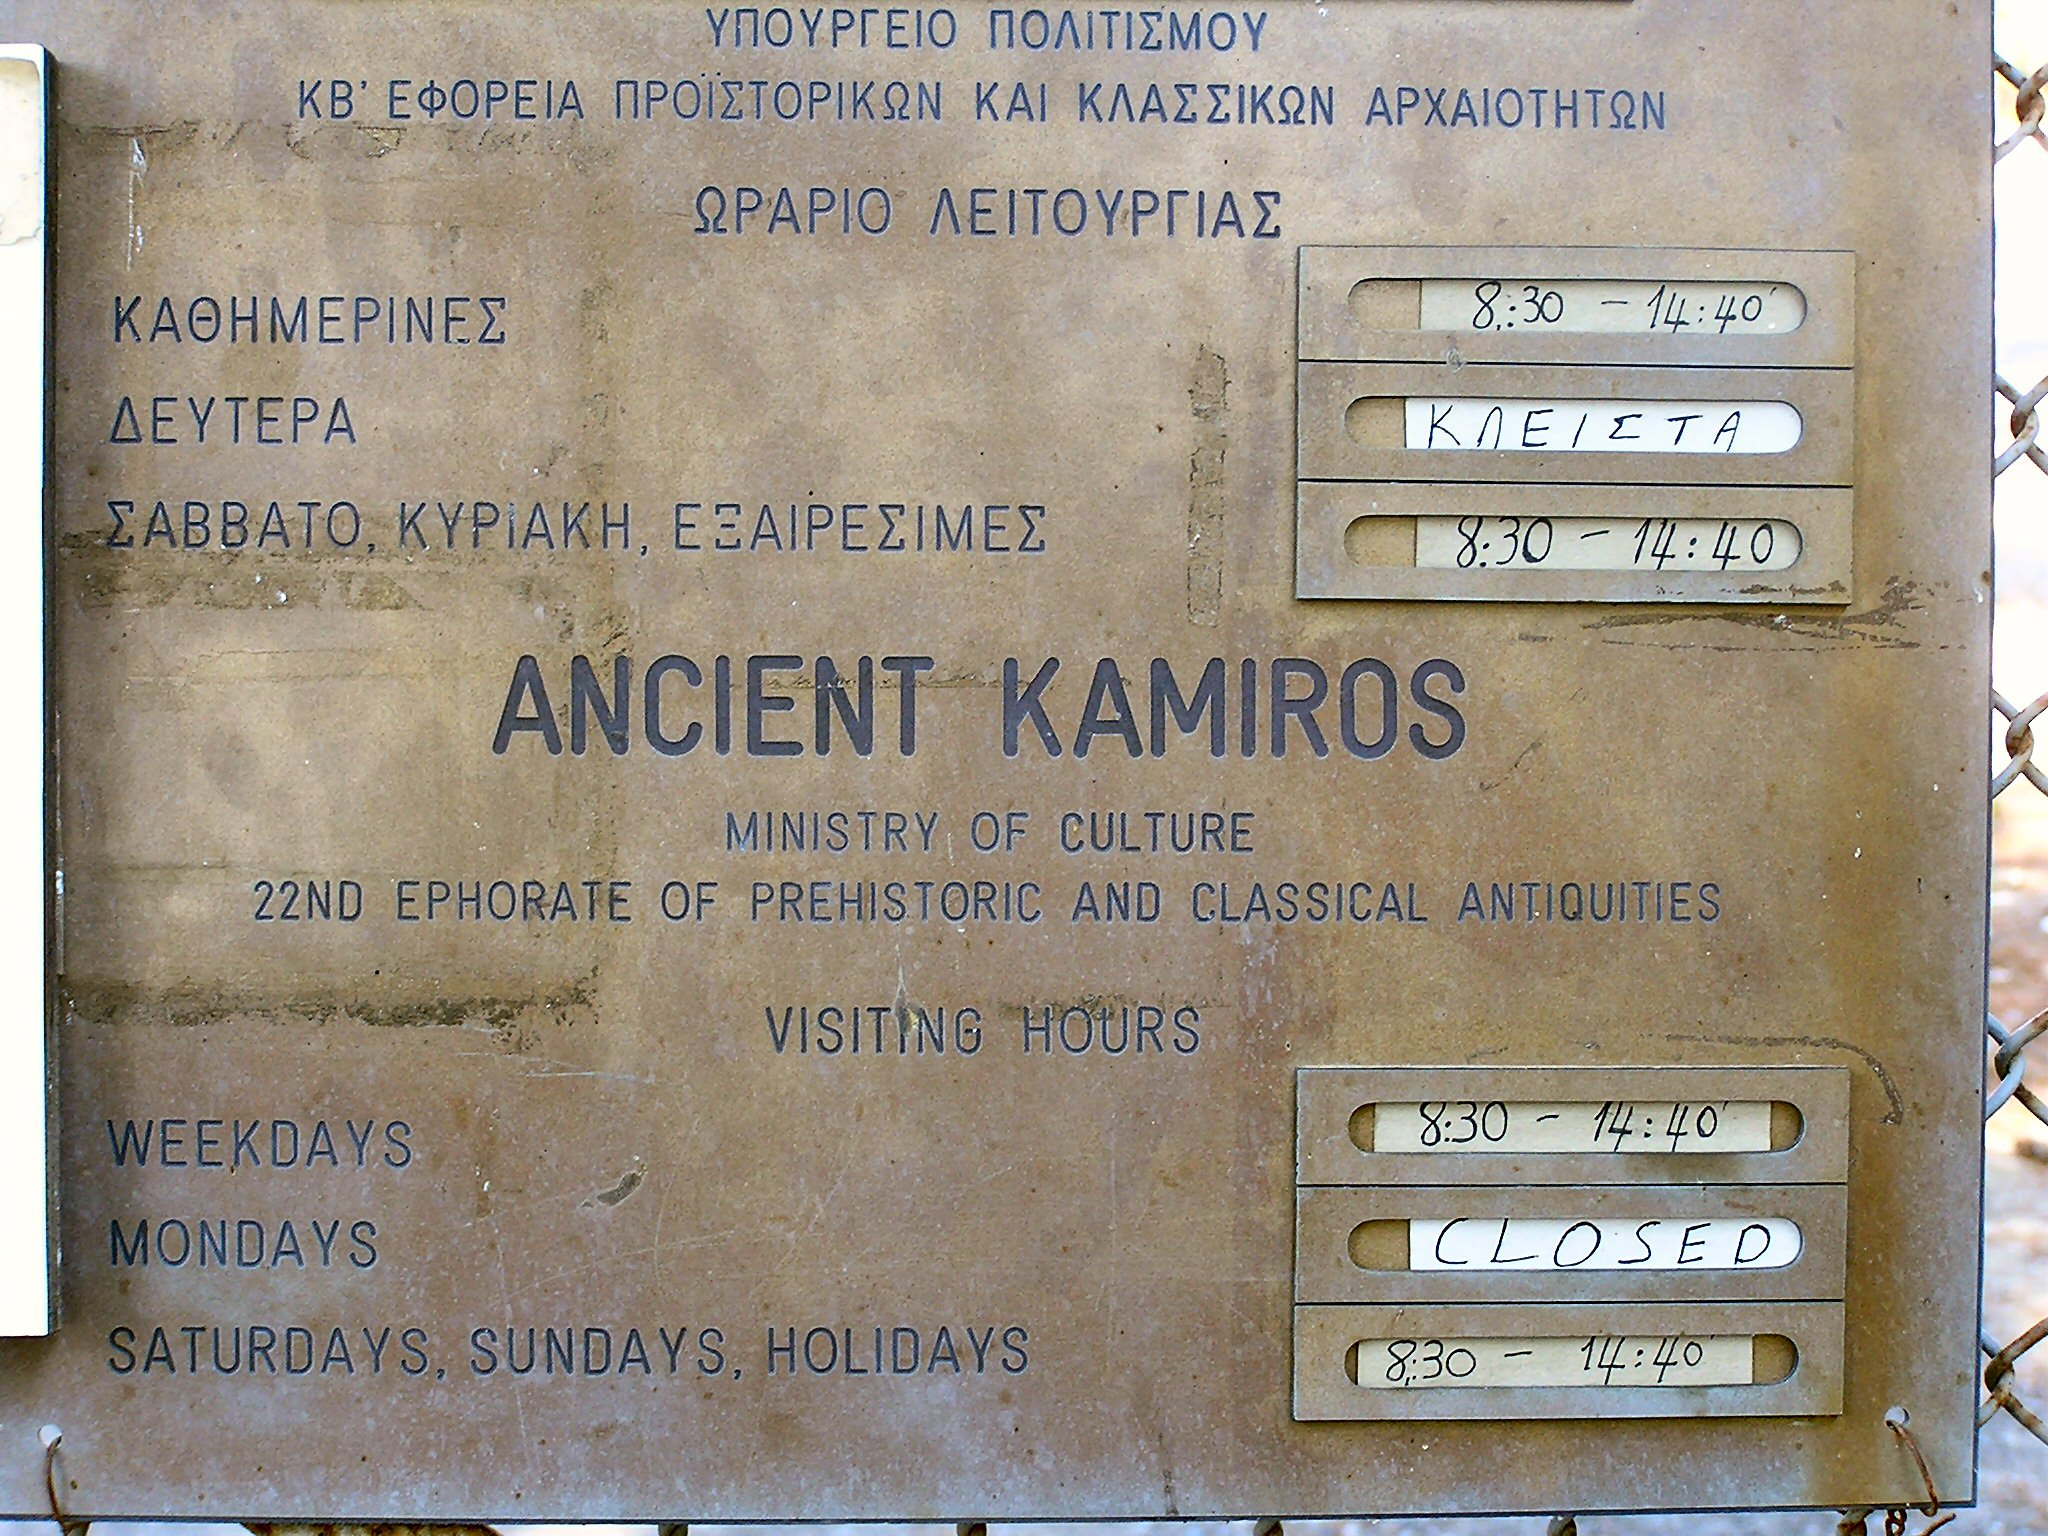 ΥΠΟΥΡΓΕΙΟ ΠΟΛΙΤΙΣΜΟΥ
ΚΒ' ΕΦΟΡΕΙΑ ΠΡΟΪΣΤΟΡΙΚΩΝ ΚΑΙ ΚΛΑΣΣΙΚΩΝ ΑΡΧΑΙΟΤΗΤΩΝ
ΩΡΑΡΙΟ ΛΕΙΤΟΥΡΓΙΑΣ
ΚΑΘΗΜΕΡΙΝΕΣ 8:30 - 14:40'
ΔΕΥΤΕΡΑ ΚΛΕΙΣΤΑ
ΣΑΒΒΑΤΟ, ΚΥΡΙΑΚΗ, ΕΞΑΙΡΕΣΙΜΕΣ 8:30 - 14:40
ANCIENT KAMIROS
MINISTRY OF CULTURE
22ND EPHORATE OF PREHISTORIC AND CLASSICAL ANTIQUITIES
VISITING HOURS
WEEKDAYS 8:30 - 14:40'
MONDAYS CLOSED
SATURDAYS, SUNDAYS, HOLIDAYS 8:30 - 14:40'